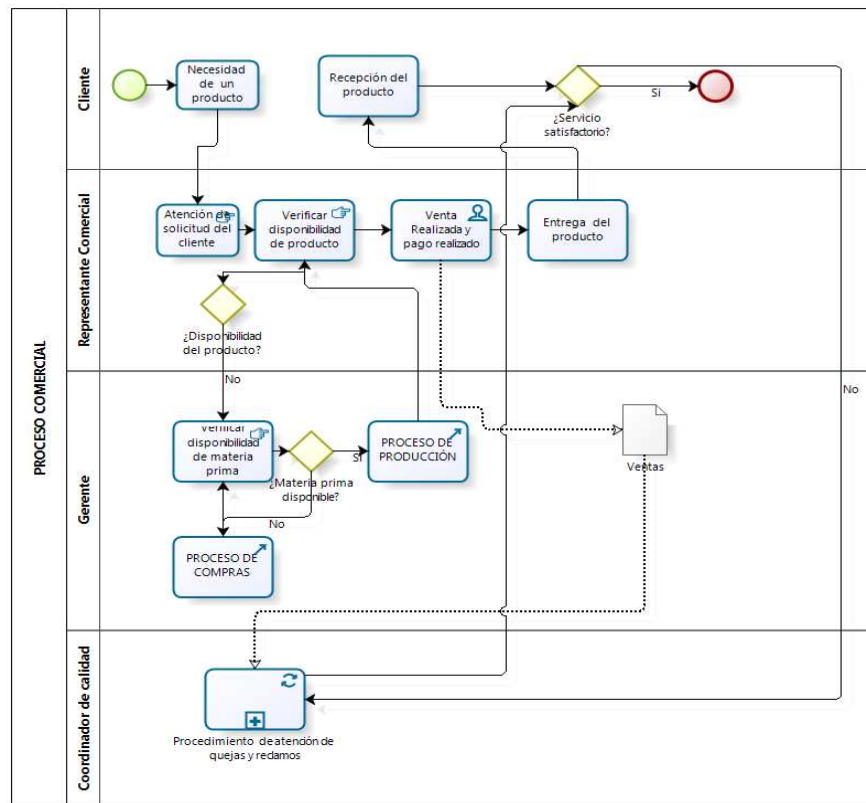 PROCESO COMERCIAL
Cliente
Necesidad
de un
producto
Recepción del
producto
¿Servicio
satisfactorio?
Si
Representante Comercial
Atención de
solicitud del
cliente
Verificar
disponibilidad
de producto
Venta
Realizada y
pago realizado
Entrega del
producto
¿Disponibilidad
del producto?
No
No
Gerente
Verificar
disponibilidad
de materia
prima
¿Materia prima
disponible?
Si
PROCESO DE
PRODUCCIÓN
Ventas
No
PROCESO DE
COMPRAS
Coordinador de calidad
Procedimiento de atención de
quejas y reclamos